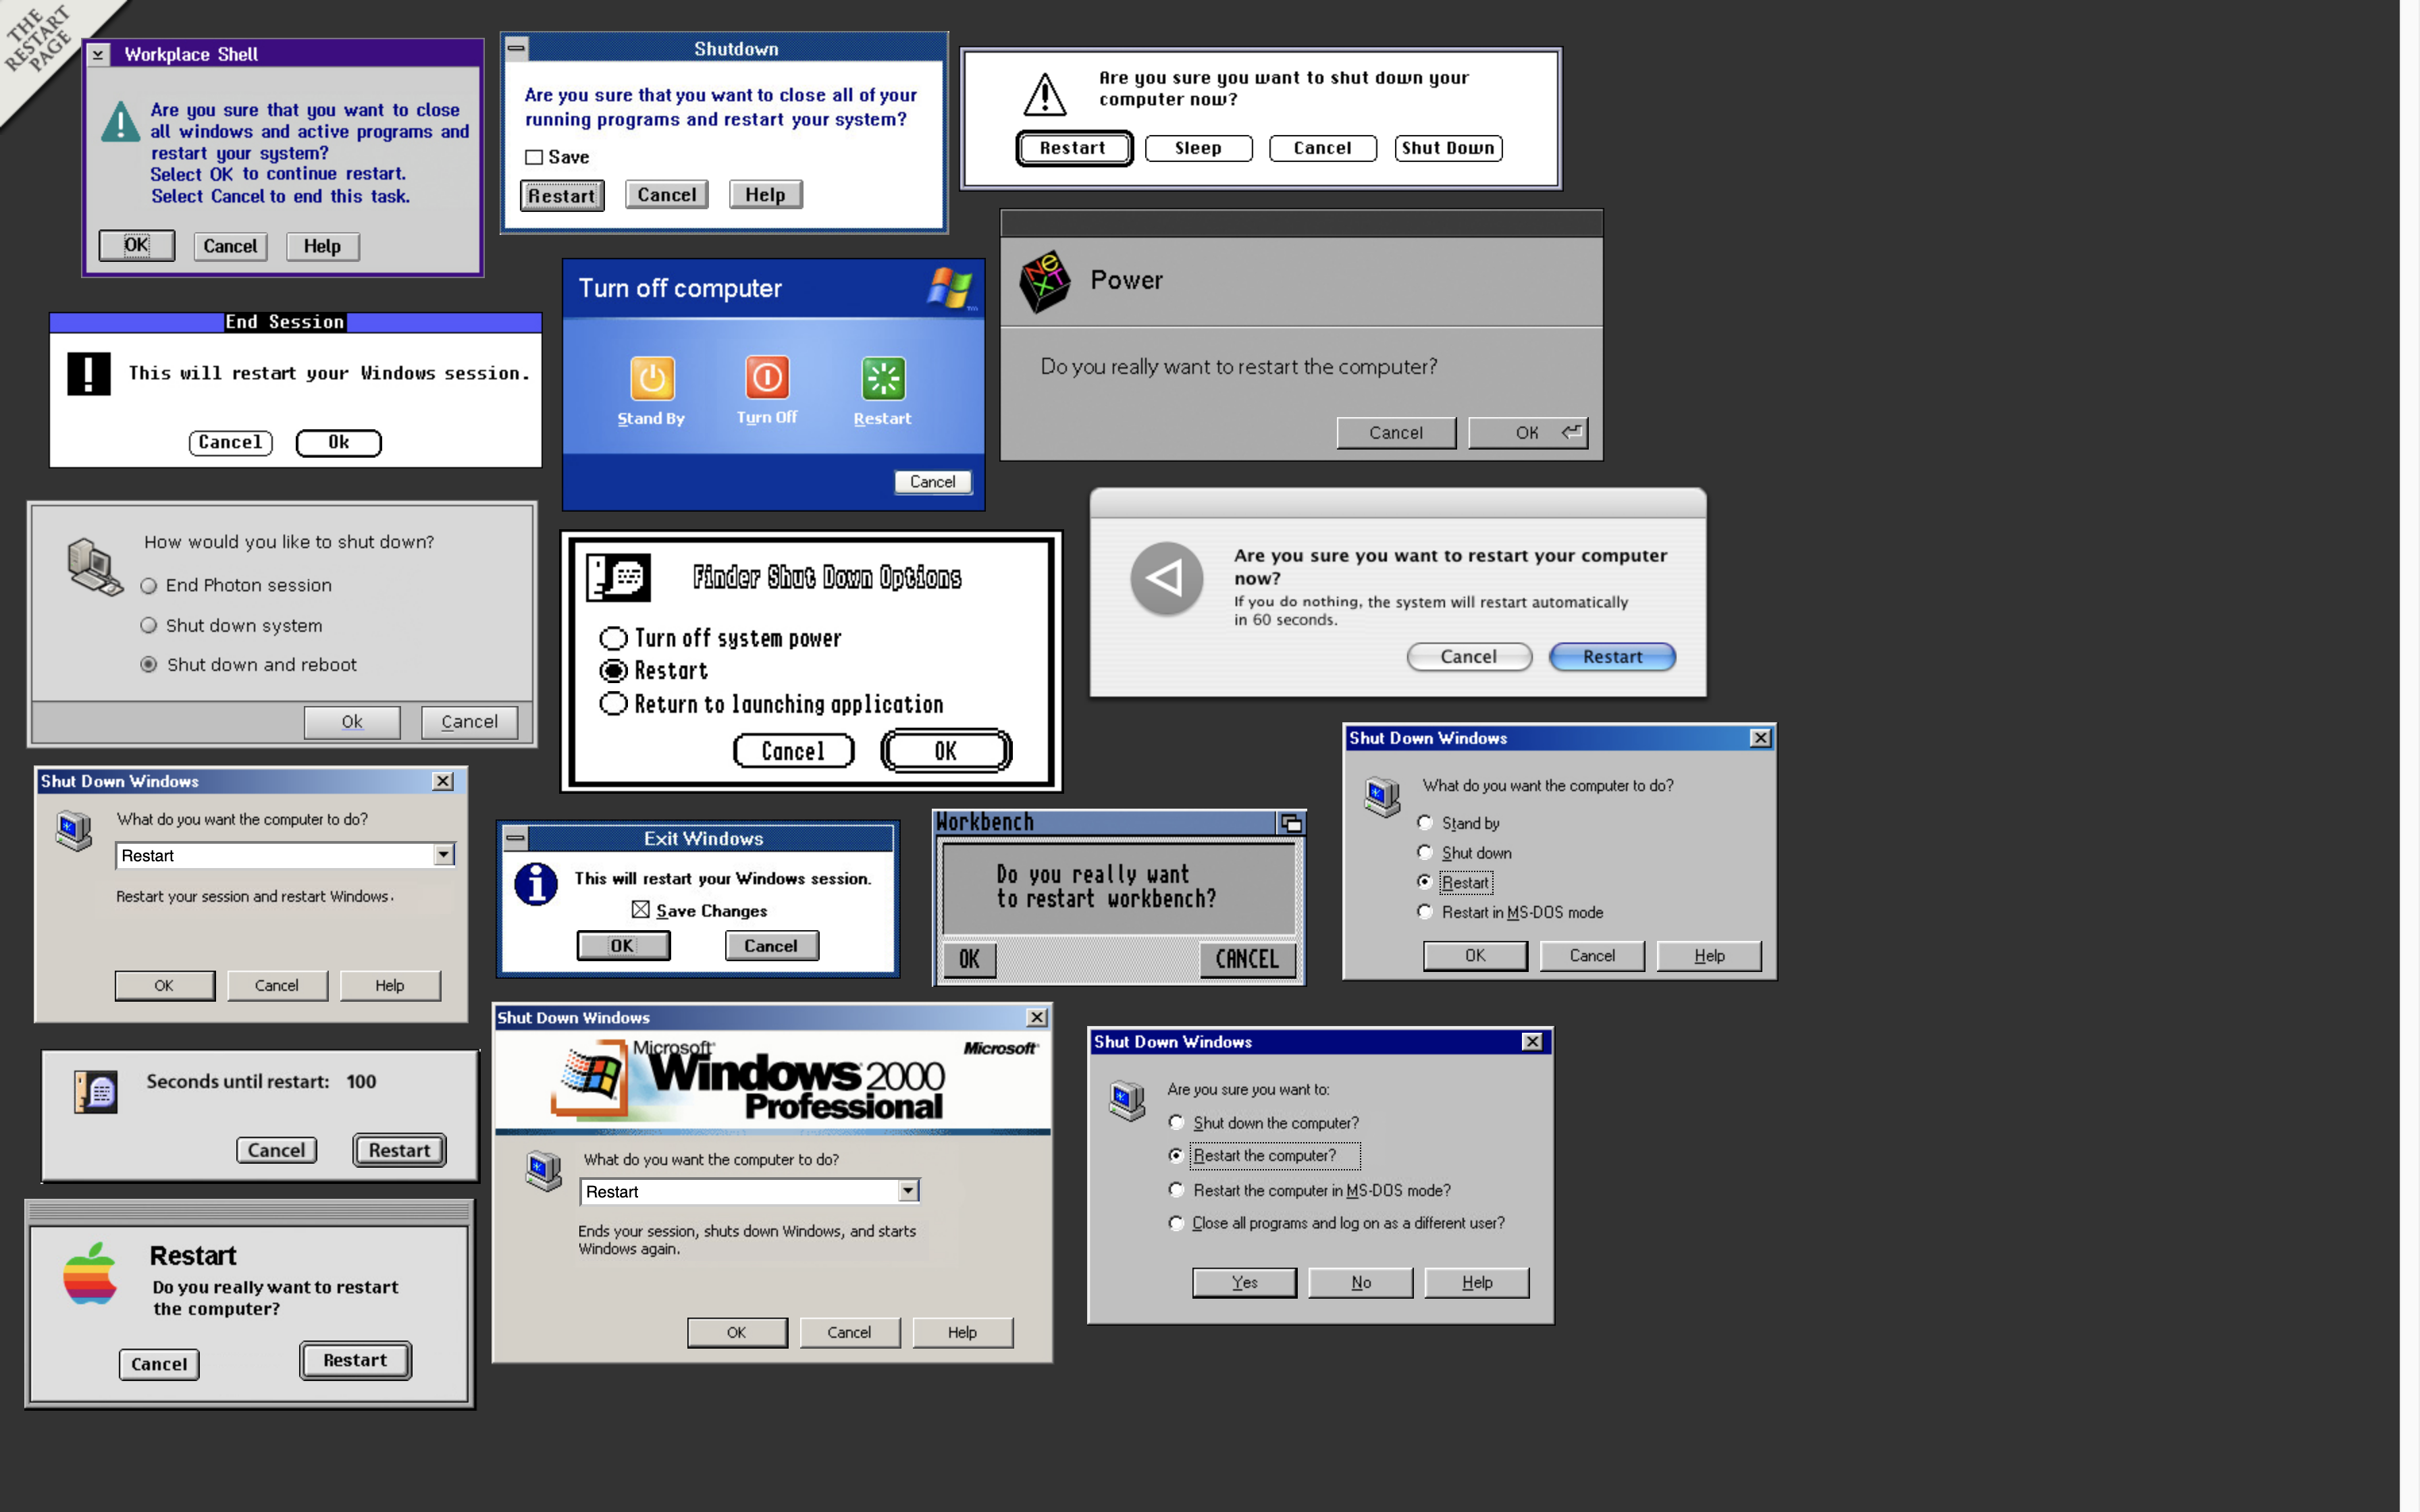 THE
RESTART
PAGE
Workplace Shell
Are you sure that you want to close
all windows and active programs and
restart your system?
Select OK to continue restart.
Select Cancel to end this task.
OK Cancel Help
Shutdown
Are you sure that you want to close all of your
running programs and restart your system?
Save
Restart Cancel Help
Are you sure you want to shut down your
computer now?
Restart Sleep Cancel Shut Down
End Session
This will restart your Windows session.
Cancel Ok
Turn off computer
TM
Stand By Turn Off Restart
Cancel
NeXT
Power
Do you really want to restart the computer?
Cancel OK
How would you like to shut down?
End Photon session
Shut down system
Shut down and reboot
Ok Cancel
Finder Shut Down Options
Turn off system power
Restart
Return to launching application
Cancel OK
Are you sure you want to restart your computer
now?
If you do nothing, the system will restart automatically
in 60 seconds.
Cancel Restart
Shut Down Windows
What do you want the computer to do?
Restart
Restart your session and restart Windows.
OK Cancel Help
Exit Windows
This will restart your Windows session.
Save Changes
OK Cancel
Workbench
Do you really want
to restart workbench?
OK CANCEL
Shut Down Windows
What do you want the computer to do?
Stand by
Shut down
Restart
Restart in MS-DOS mode
OK Cancel Help
Seconds until restart: 100
Cancel Restart
Shut Down Windows
Microsoft Microsoft
Windows 2000
Professional
What do you want the computer to do?
Restart
Ends your session, shuts down Windows, and starts
Windows again.
OK Cancel Help
Shut Down Windows
Are you sure you want to:
Shut down the computer?
Restart the computer?
Restart the computer in MS-DOS mode?
Close all programs and log on as a different user?
Yes No Help
Restart
Do you really want to restart
the computer?
Cancel Restart